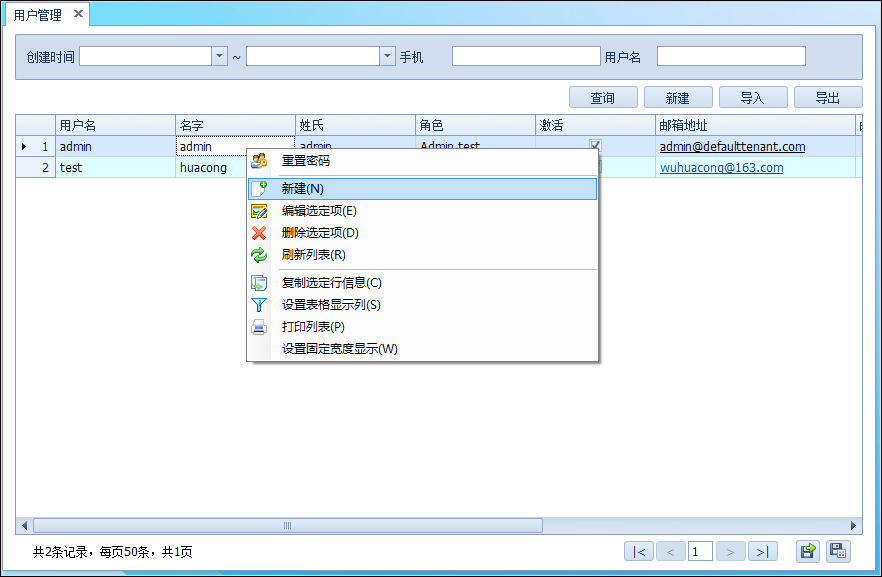 用户管理
创建时间 ~ 手机 用户名
查询 新建 导入 导出
用户名 名字 姓氏 角色 激活 邮箱地址
1 admin admin admin Admin,test admin@defaulttenant.com
2 test huacong wuhuacong@163.com
重置密码
新建(N)
编辑选定项(E)
删除选定项(D)
刷新列表(R)
复制选定行信息(C)
设置表格显示列(S)
打印列表(P)
设置固定宽度显示(W)
共2条记录，每页50条，共1页 |< < 1 > >|